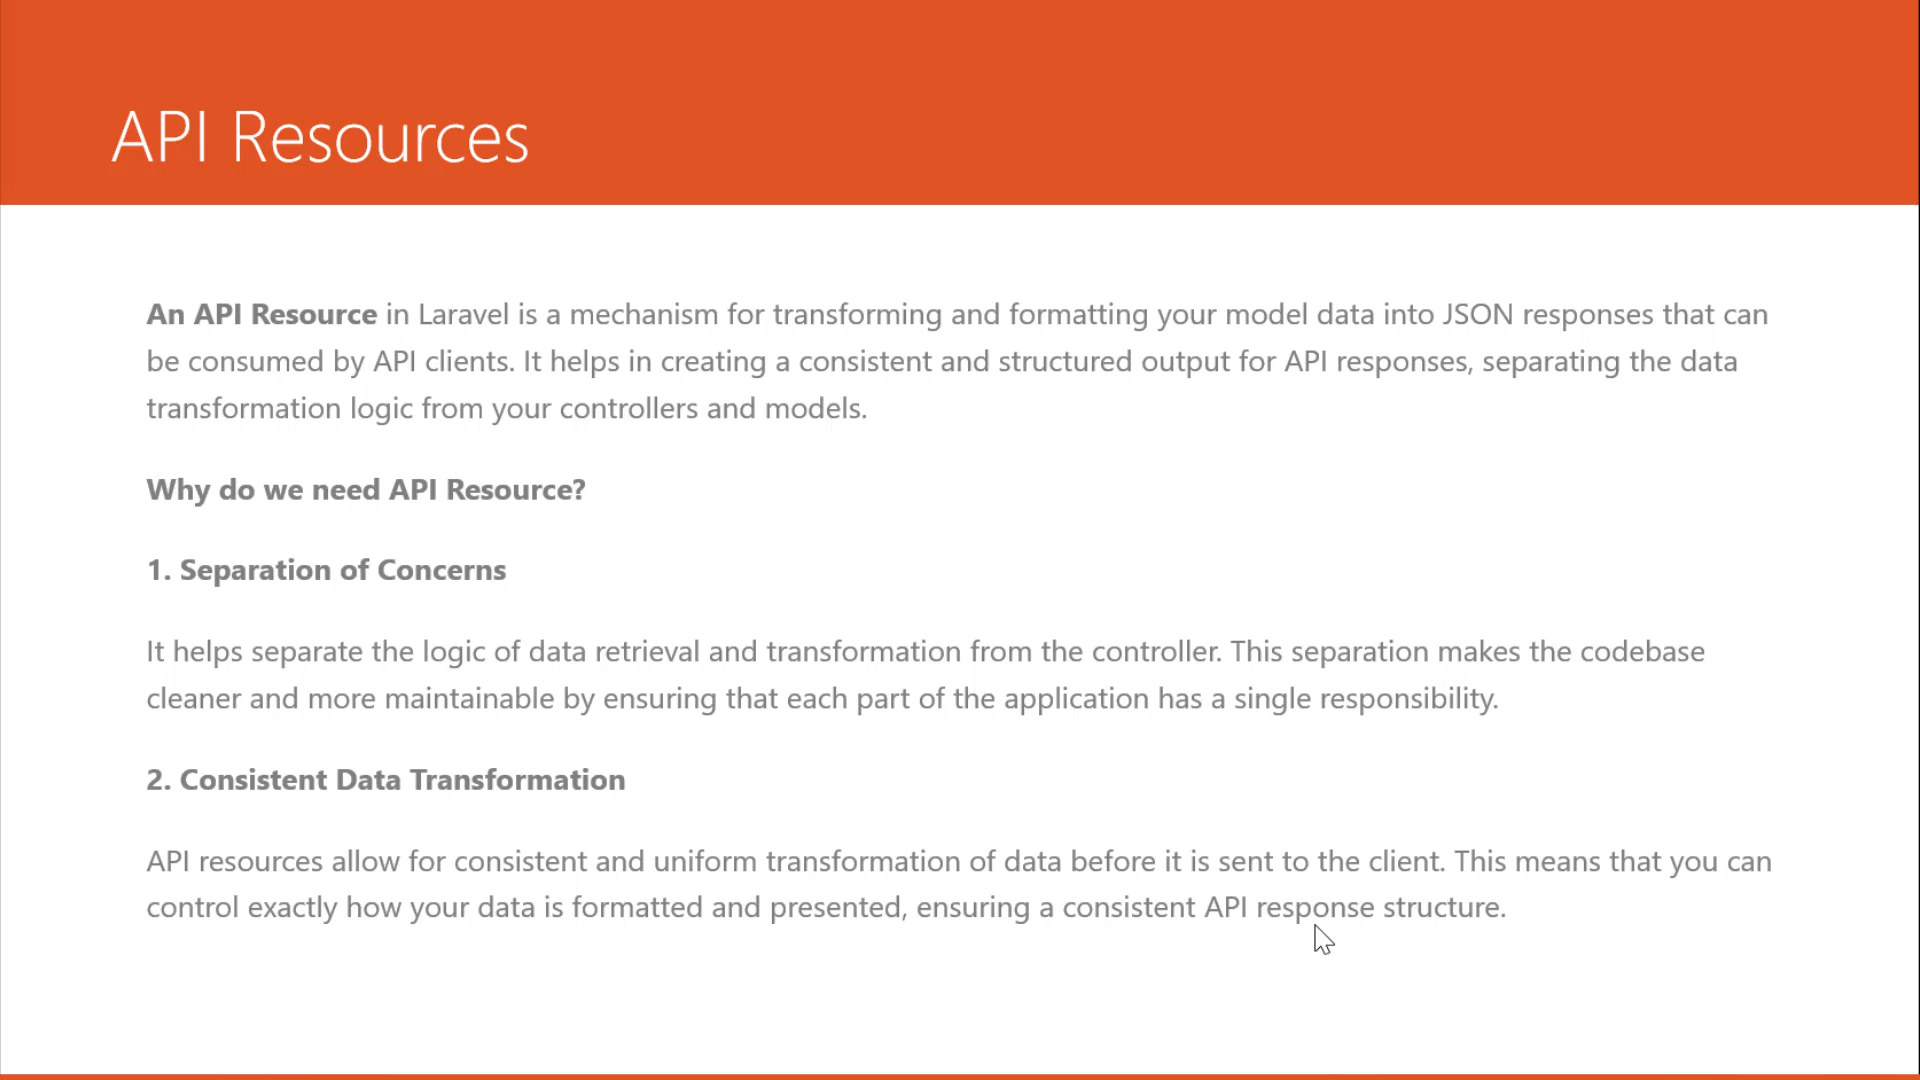 API Resources
An API Resource in Laravel is a mechanism for transforming and formatting your model data into JSON responses that can
be consumed by API clients. It helps in creating a consistent and structured output for API responses, separating the data
transformation logic from your controllers and models.
Why do we need API Resource?
1. Separation of Concerns
It helps separate the logic of data retrieval and transformation from the controller. This separation makes the codebase
cleaner and more maintainable by ensuring that each part of the application has a single responsibility.
2. Consistent Data Transformation
API resources allow for consistent and uniform transformation of data before it is sent to the client. This means that you can
control exactly how your data is formatted and presented, ensuring a consistent API response structure.